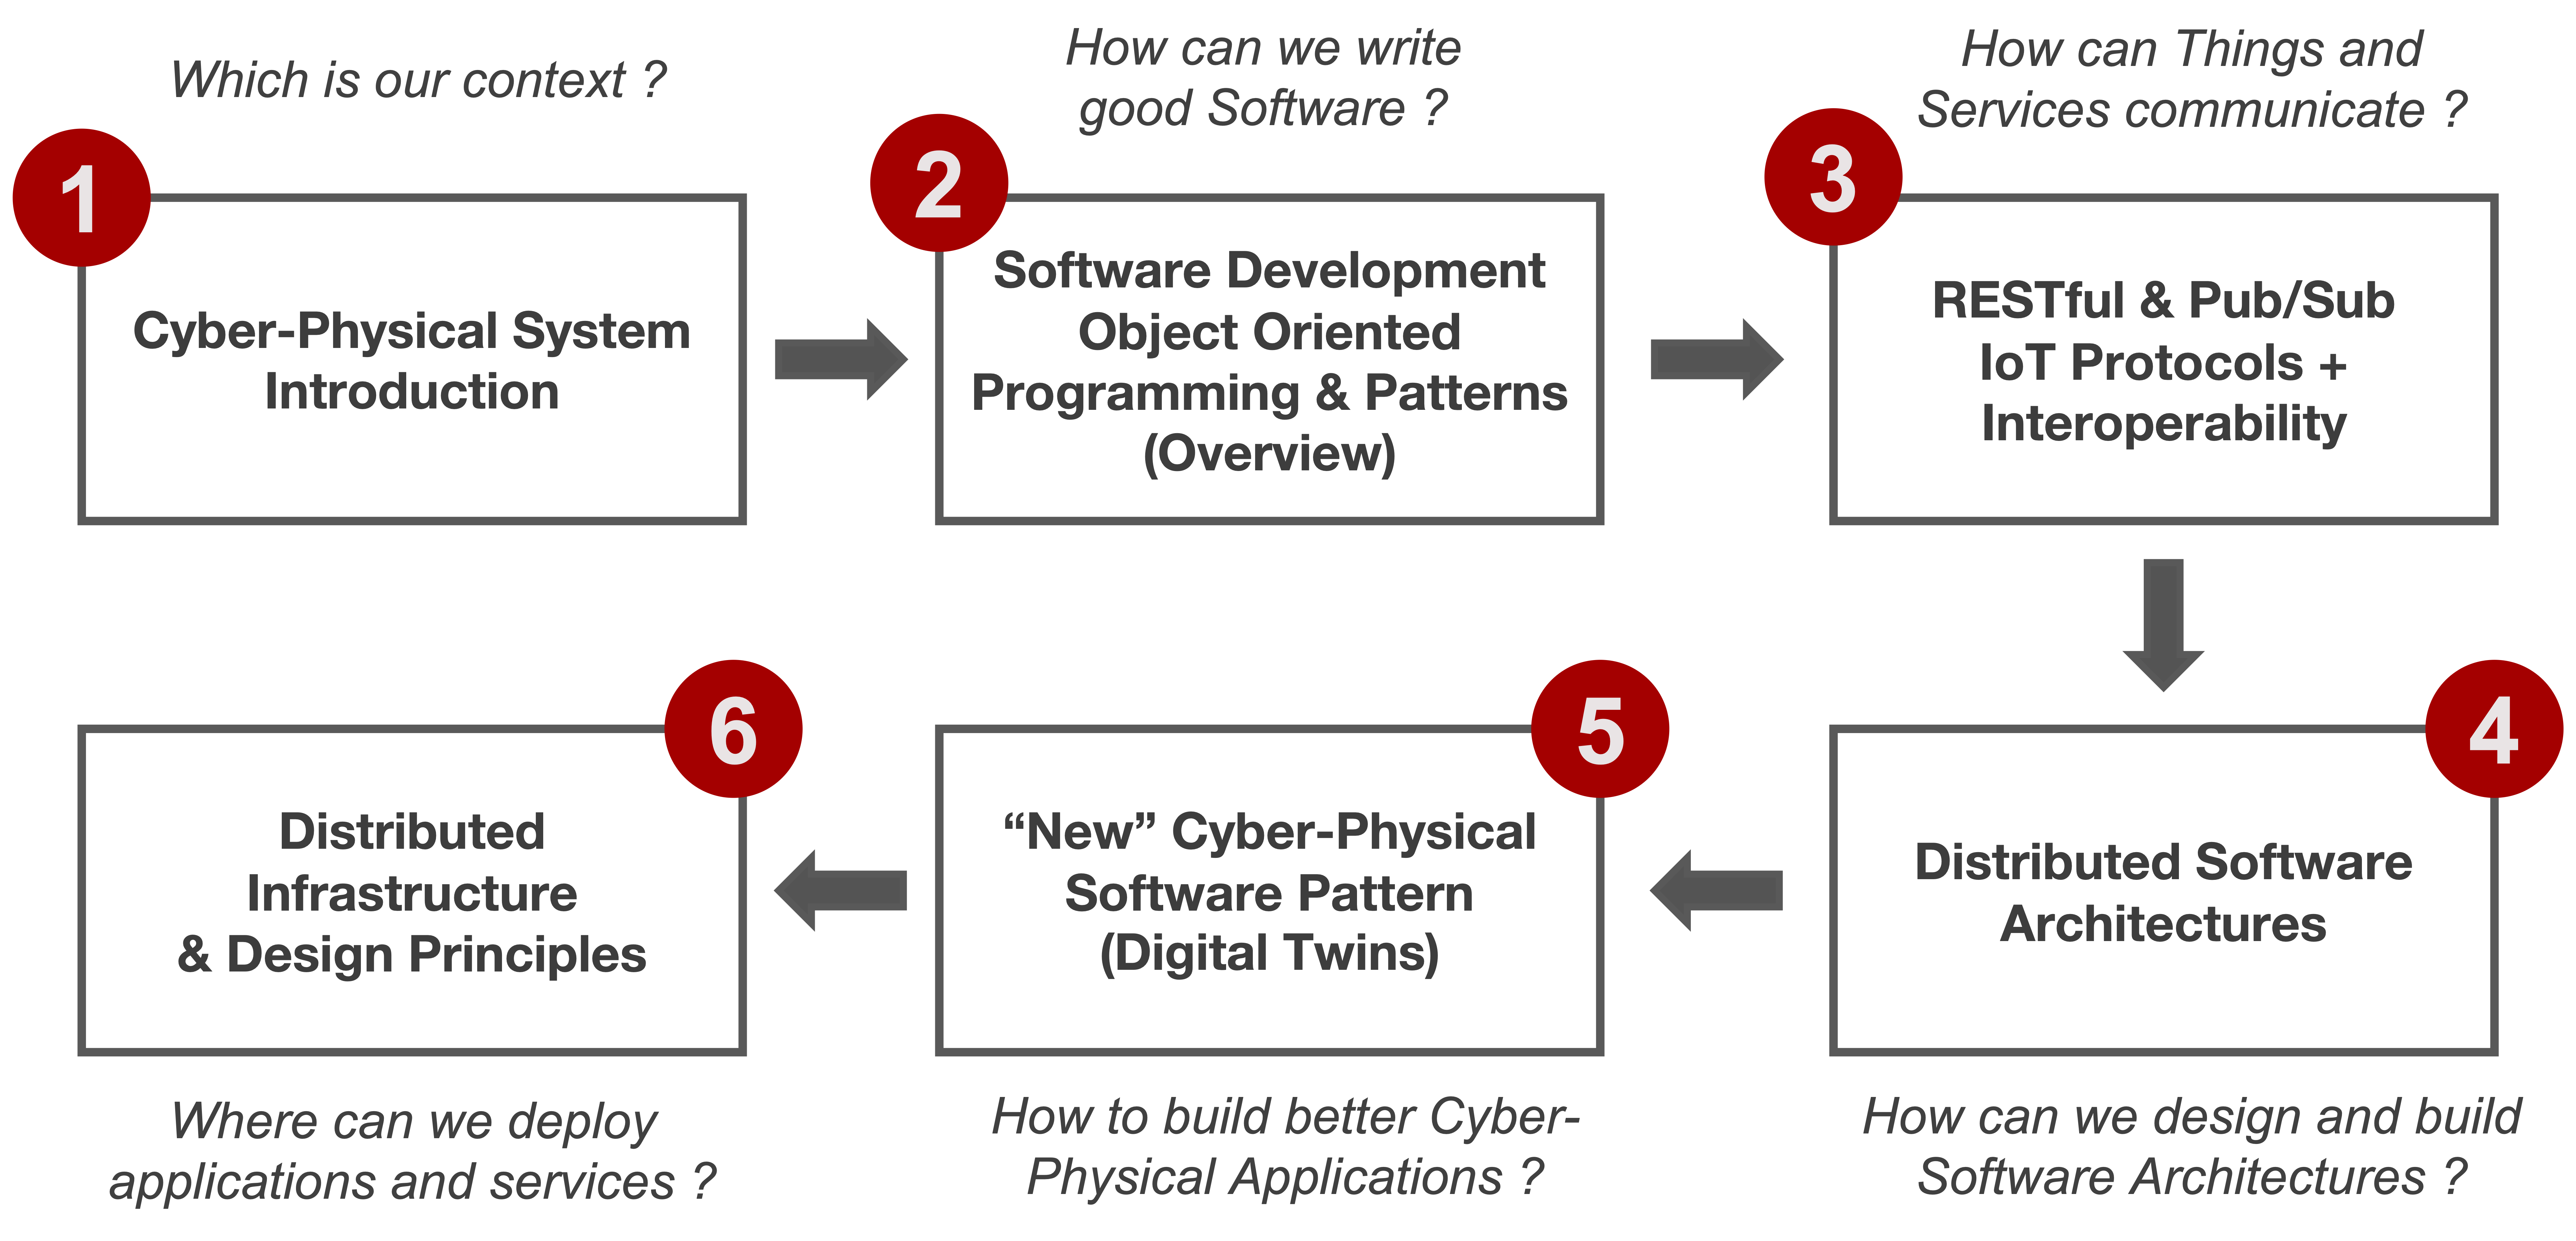 Which is our context ?
1
Cyber-Physical System
Introduction
How can we write
good Software ?
2
Software Development
Object Oriented
Programming & Patterns
(Overview)
How can Things and
Services communicate ?
3
RESTful & Pub/Sub
IoT Protocols +
Interoperability
4
Distributed Software
Architectures
How can we design and build
Software Architectures ?
5
“New” Cyber-Physical
Software Pattern
(Digital Twins)
How to build better Cyber-
Physical Applications ?
6
Distributed
Infrastructure
& Design Principles
Where can we deploy
applications and services ?